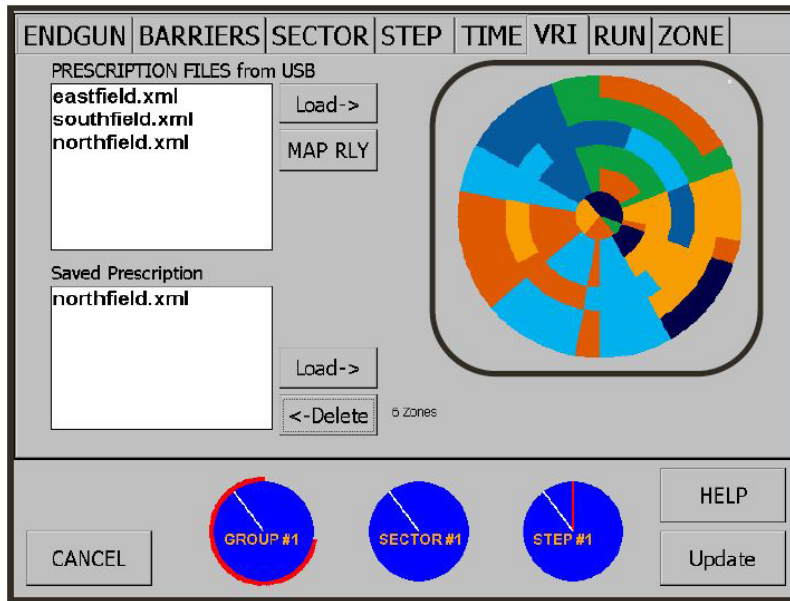 ENDGUN BARRIERS SECTOR STEP TIME VRI RUN ZONE
PRESCRIPTION FILES from USB
eastfield.xml
southfield.xml
northfield.xml
Load->
MAP RLY
Saved Prescription
northfield.xml
Load->
<-Delete
6 Zones
CANCEL
GROUP #1
SECTOR#1
STEP #1
HELP
Update